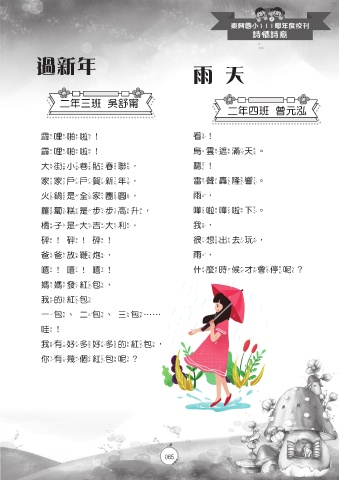 東興國小111學年度校刊
詩情詩意
過新年
二年三班 吳舒甯
霹哩啪啦！
霹哩啪啦！
大街小巷貼春聯，
家家戶戶賀新年，
火鍋是全家團圓，
蘿蔔糕是步步高升，
橘子是大吉大利，
砰！砰！砰！
爸爸放鞭炮，
嘻！嘻！嘻！
媽媽發紅包，
我的紅包
一包、二包、三包……
哇！
我有好多好多的紅包，
你有幾個紅包呢？
雨天
二年四班 曾元泓
看！
烏雲遮滿天。
聽！
雷聲轟隆響。
雨，
嘩啦嘩啦下。
我，
很想出去玩，
雨，
什麼時候才會停呢？
065